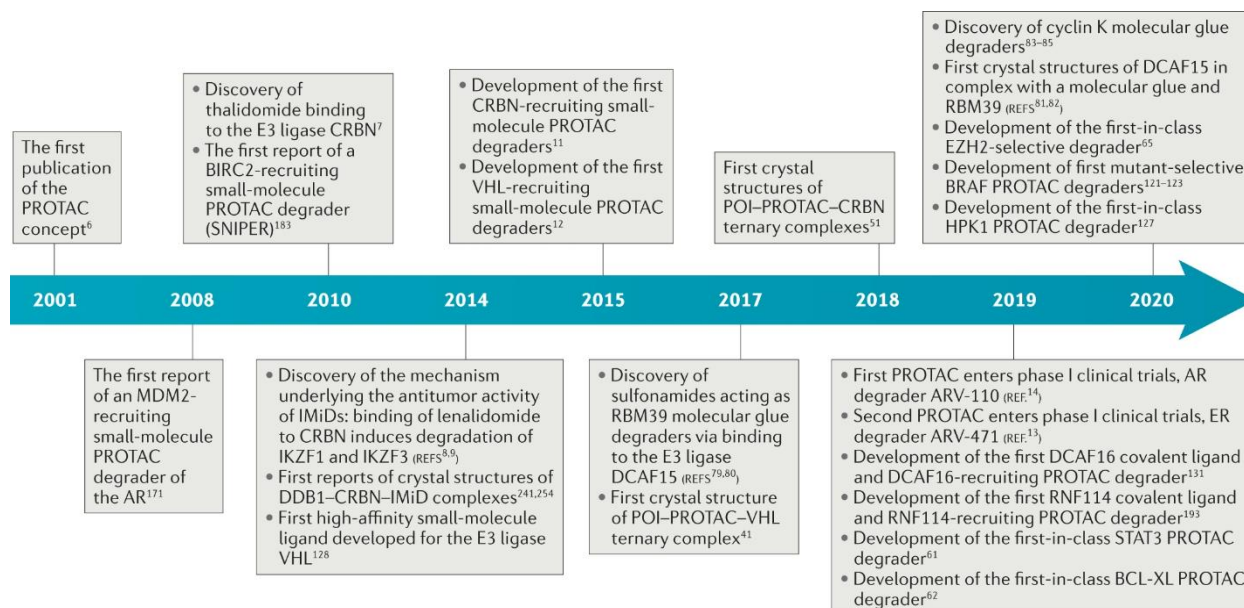 The first
publication
of the
PROTAC
concept6
• Discovery of
thalidomide binding
to the E3 ligase CRBN7
• The first report of a
BIRC2-recruiting
small-molecule
PROTAC degrader
(SNIPER)183
• Development of the first
CRBN-recruiting small-
molecule PROTAC
degraders11
• Development of the first
VHL-recruiting
small-molecule PROTAC
degraders12
First crystal
structures of
POI–PROTAC–CRBN
ternary complexes51
• Discovery of cyclin K molecular glue
degraders83–85
• First crystal structures of DCAF15 in
complex with a molecular glue and
RBM39 (REFS81,82)
• Development of the first-in-class
EZH2-selective degrader65
• Development of first mutant-selective
BRAF PROTAC degraders121–123
• Development of the first-in-class
HPK1 PROTAC degrader127
2001 2008 2010 2014 2015 2017 2018 2019 2020
The first report
of an MDM2-
recruiting
small-molecule
PROTAC
degrader of
the AR171
• Discovery of the mechanism
underlying the antitumor activity
of IMiDs: binding of lenalidomide
to CRBN induces degradation of
IKZF1 and IKZF3 (REFS8,9)
• First reports of crystal structures of
DDB1–CRBN–IMiD complexes241,254
• First high-affinity small-molecule
ligand developed for the E3 ligase
VHL128
• Discovery of
sulfonamides acting as
RBM39 molecular glue
degraders via binding
to the E3 ligase
DCAF15 (REFS79,80)
• First crystal structure
of POI–PROTAC–VHL
ternary complex41
• First PROTAC enters phase I clinical trials, AR
degrader ARV-110 (REF.14)
• Second PROTAC enters phase I clinical trials, ER
degrader ARV-471 (REF.13)
• Development of the first DCAF16 covalent ligand
and DCAF16-recruiting PROTAC degrader131
• Development of the first RNF114 covalent ligand
and RNF114-recruiting PROTAC degrader193
• Development of the first-in-class STAT3 PROTAC
degrader61
• Development of the first-in-class BCL-XL PROTAC
degrader62